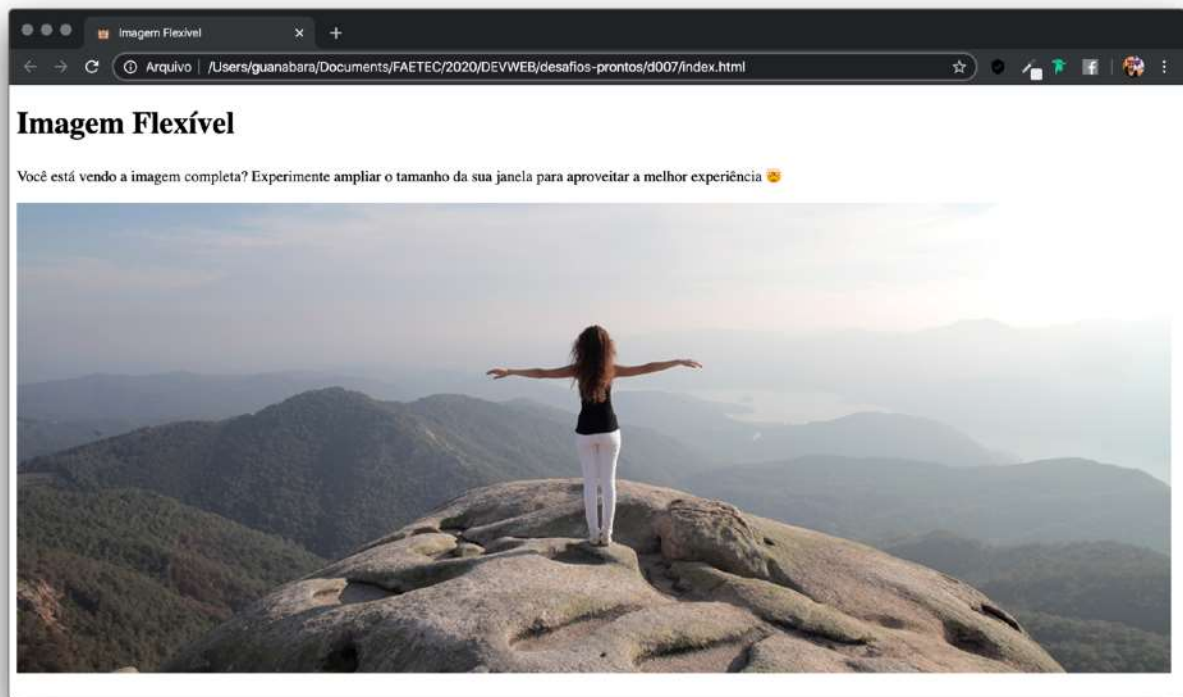 Imagem Flexível
Arquivo | /Users/guanabara/Documents/FAETEC/2020/DEVWEB/desafios-prontos/d007/index.html
Imagem Flexível
Você está vendo a imagem completa? Experimente ampliar o tamanho da sua janela para aproveitar a melhor experiência 🤯